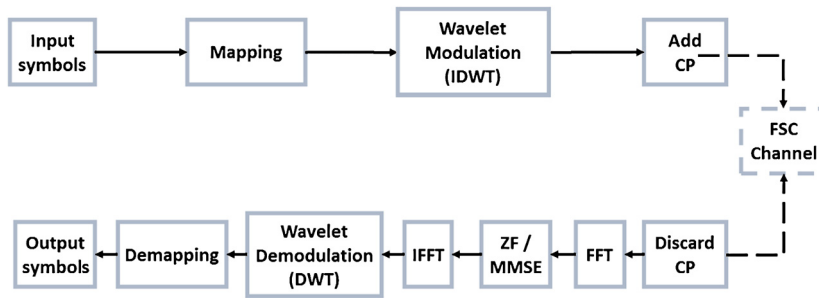 Input
symbols
Mapping
Wavelet
Modulation
(IDWT)
Add
CP
FSC
Channel
Output
symbols
Demapping
Wavelet
Demodulation
(DWT)
IFFT
ZF /
MMSE
FFT
Discard
CP